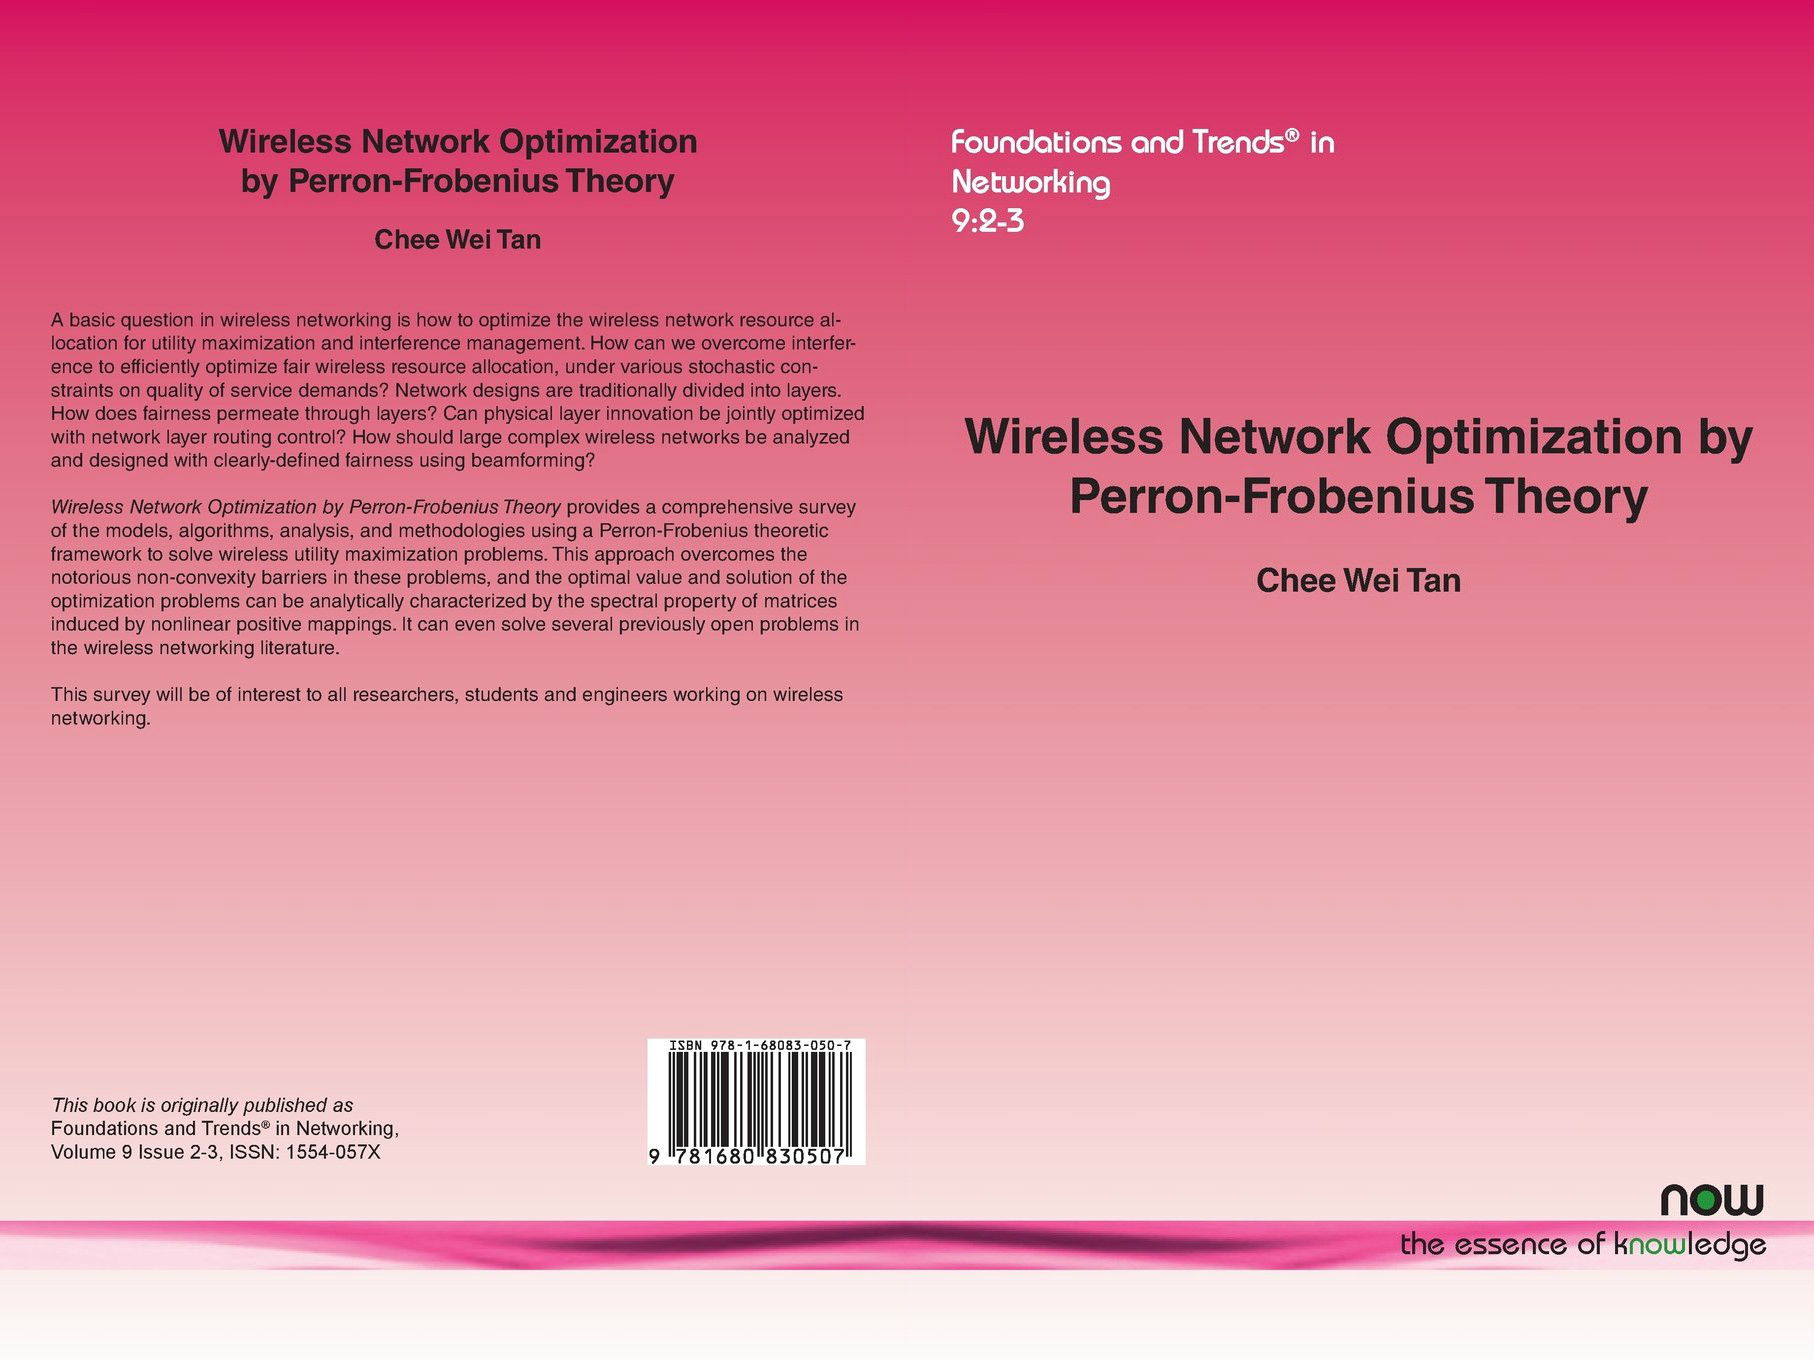 Wireless Network Optimization
by Perron-Frobenius Theory
Chee Wei Tan
A basic question in wireless networking is how to optimize the wireless network resource al-
location for utility maximization and interference management. How can we overcome interfer-
ence to efficiently optimize fair wireless resource allocation, under various stochastic con-
straints on quality of service demands? Network designs are traditionally divided into layers.
How does fairness permeate through layers? Can physical layer innovation be jointly optimized
with network layer routing control? How should large complex wireless networks be analyzed
and designed with clearly-defined fairness using beamforming?
Wireless Network Optimization by Perron-Frobenius Theory provides a comprehensive survey
of the models, algorithms, analysis, and methodologies using a Perron-Frobenius theoretic
framework to solve wireless utility maximization problems. This approach overcomes the
notorious non-convexity barriers in these problems, and the optimal value and solution of the
optimization problems can be analytically characterized by the spectral property of matrices
induced by nonlinear positive mappings. It can even solve several previously open problems in
the wireless networking literature.
This survey will be of interest to all researchers, students and engineers working on wireless
networking.
This book is originally published as
Foundations and Trends® in Networking,
Volume 9 Issue 2-3, ISSN: 1554-057X
ISBN 978-1-68083-050-7
9 781680 830507
Foundations and Trends® in
Networking
9:2-3
Wireless Network Optimization by
Perron-Frobenius Theory
Chee Wei Tan
now
the essence of knowledge